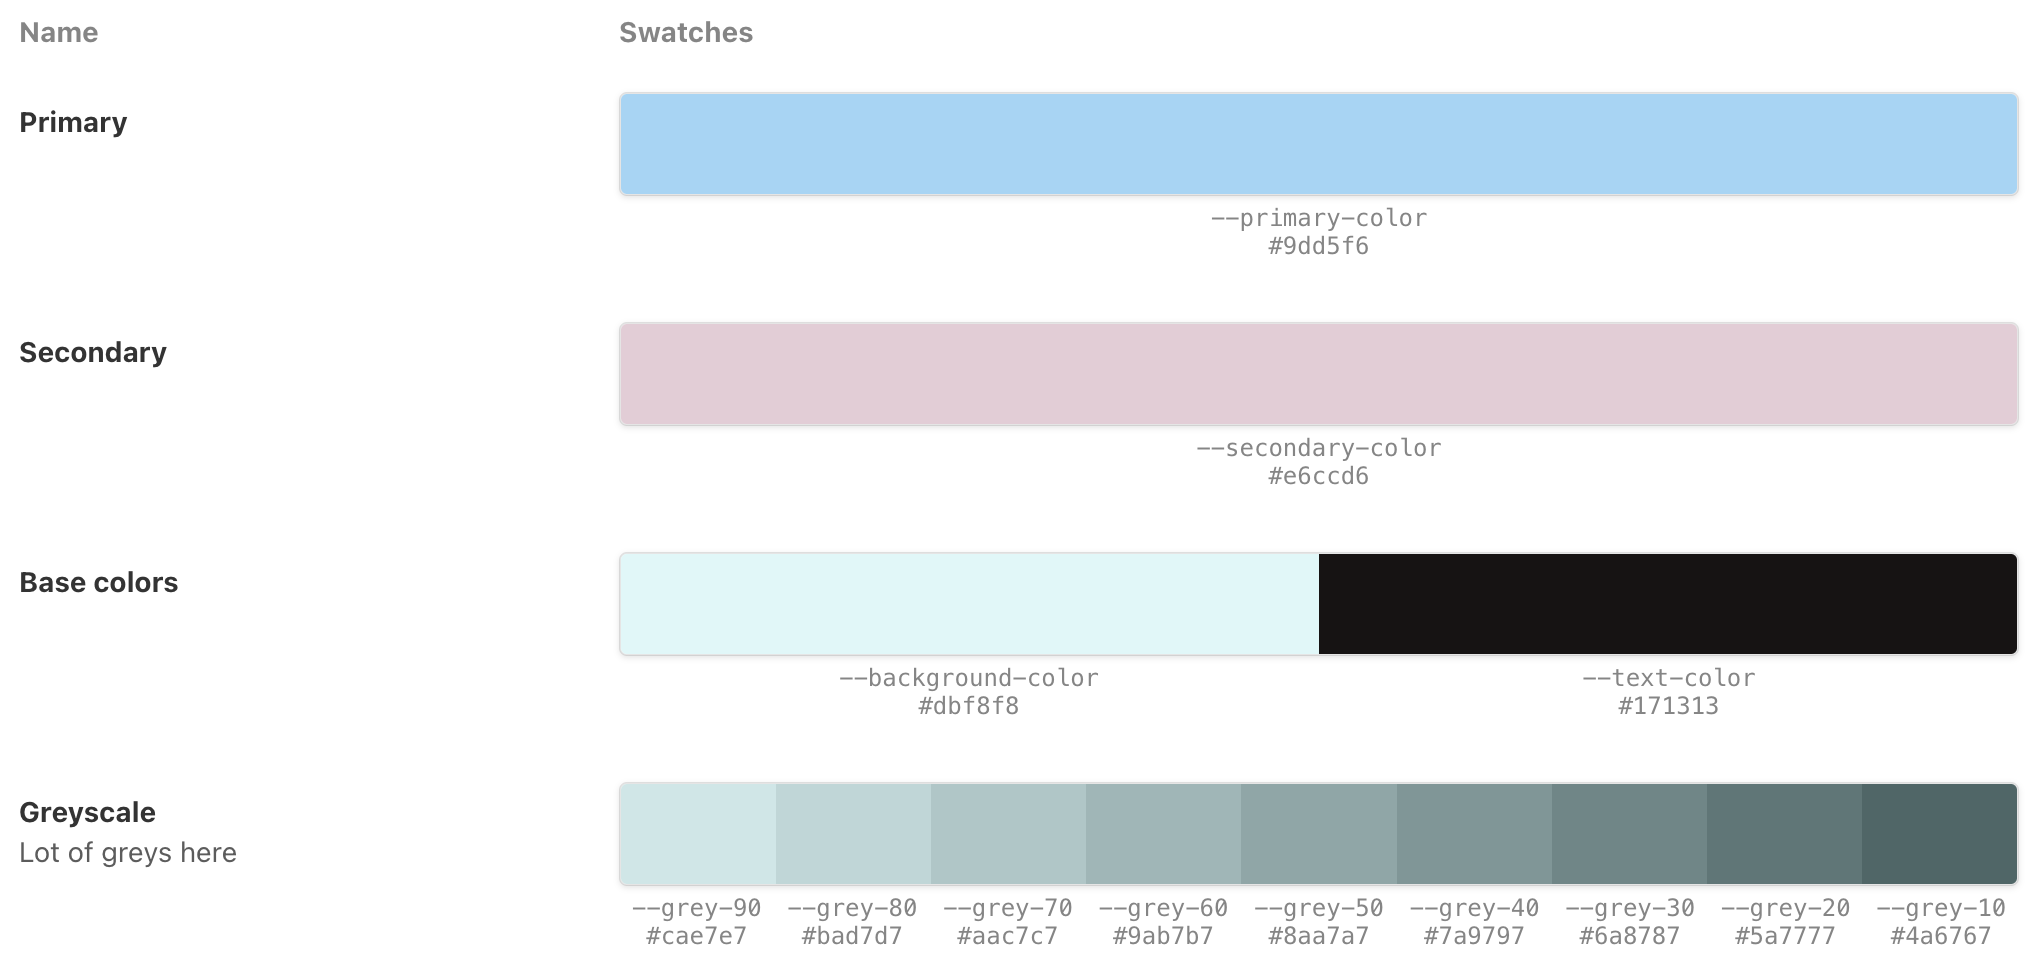 Name Swatches
Primary
--primary-color
#9dd5f6
Secondary
--secondary-color
#e6ccd6
Base colors
--background-color --text-color
#dbf8f8 #171313
Greyscale
Lot of greys here
--grey-90 --grey-80 --grey-70 --grey-60 --grey-50 --grey-40 --grey-30 --grey-20 --grey-10
#cae7e7 #bad7d7 #aac7c7 #9ab7b7 #8aa7a7 #7a9797 #6a8787 #5a7777 #4a6767